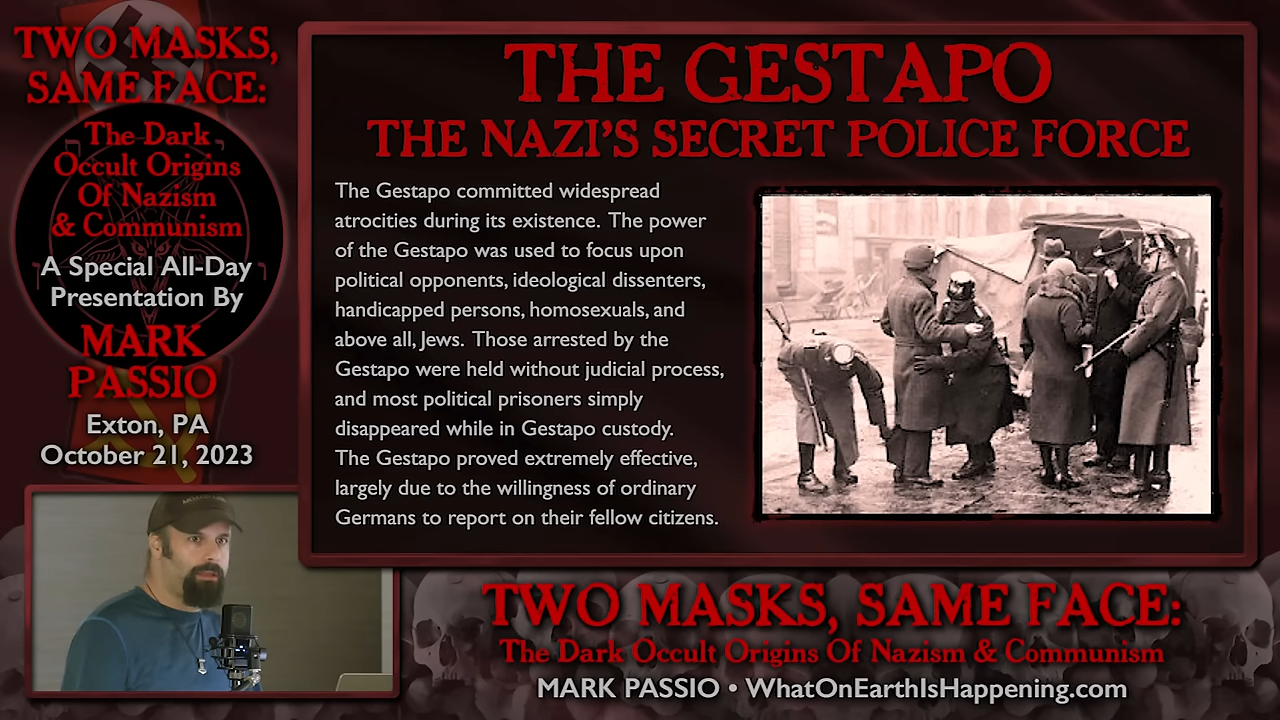 TWO MASKS,
SAME FACE:
The Dark
Occult Origins
Of Nazism
& Communism
A Special All-Day
Presentation By
MARK
PASSIO
Exton, PA
October 21, 2023
THE GESTAPO
THE NAZI'S SECRET POLICE FORCE
The Gestapo committed widespread
atrocities during its existence. The power
of the Gestapo was used to focus upon
political opponents, ideological dissenters,
handicapped persons, homosexuals, and
above all, Jews. Those arrested by the
Gestapo were held without judicial process,
and most political prisoners simply
disappeared while in Gestapo custody.
The Gestapo proved extremely effective,
largely due to the willingness of ordinary
Germans to report on their fellow citizens.
TWO MASKS, SAME FACE:
The Dark Occult Origins Of Nazism & Communism
MARK PASSIO • WhatOnEarthIsHappening.com